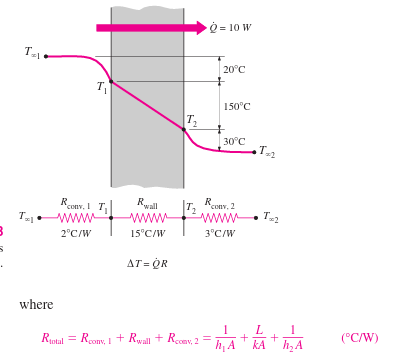 Q̇ = 10 W
T∞1
20°C
T1
150°C
T2
30°C
T∞2
Rconv, 1 Rwall Rconv, 2
T∞1 T1 T2 T∞2
2°C/W 15°C/W 3°C/W
3
s
.
ΔT = Q̇R
where
Rtotal = Rconv, 1 + Rwall + Rconv, 2 = 1/h1A + L/kA + 1/h2A (°C/W)